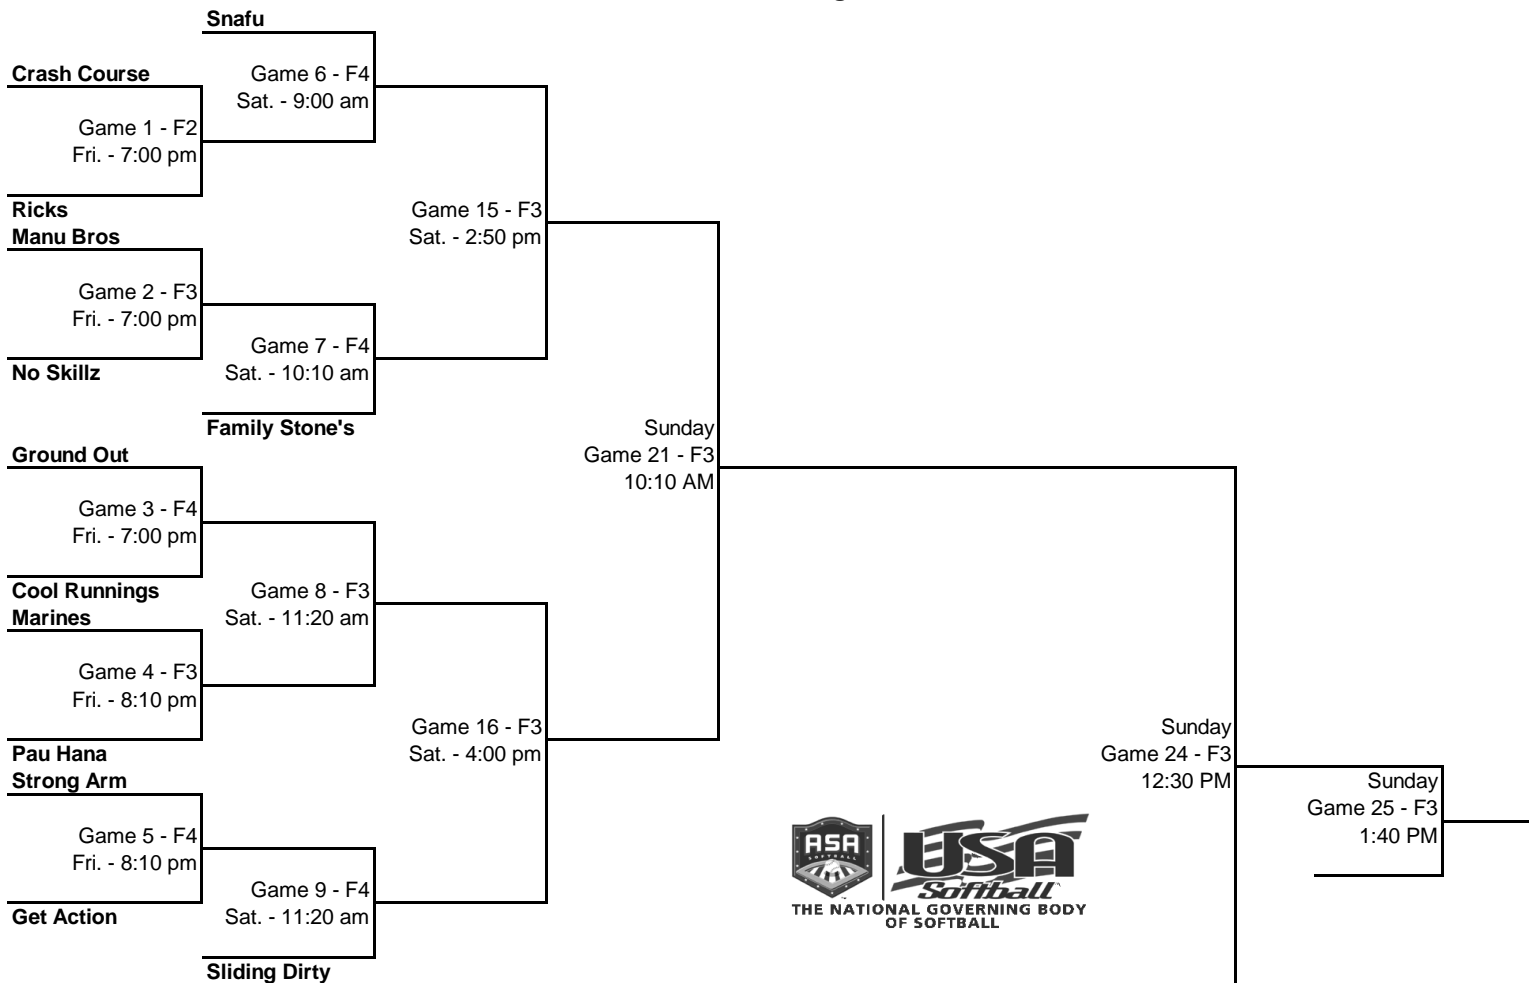 Snafu
Crash Course
Game 6 - F4
Sat. - 9:00 am
Game 1 - F2
Fri. - 7:00 pm
Ricks
Manu Bros
Game 15 - F3
Sat. - 2:50 pm
Game 2 - F3
Fri. - 7:00 pm
No Skillz
Game 7 - F4
Sat. - 10:10 am
Family Stone's
Ground Out
Sunday
Game 21 - F3
10:10 AM
Game 3 - F4
Fri. - 7:00 pm
Cool Runnings
Marines
Game 8 - F3
Sat. - 11:20 am
Game 4 - F3
Fri. - 8:10 pm
Pau Hana
Strong Arm
Game 16 - F3
Sat. - 4:00 pm
Sunday
Game 24 - F3
12:30 PM
Sunday
Game 25 - F3
1:40 PM
Game 5 - F4
Fri. - 8:10 pm
Get Action
Game 9 - F4
Sat. - 11:20 am
Sliding Dirty
ASA
SOFTBALL
USA
Softball
THE NATIONAL GOVERNING BODY
OF SOFTBALL